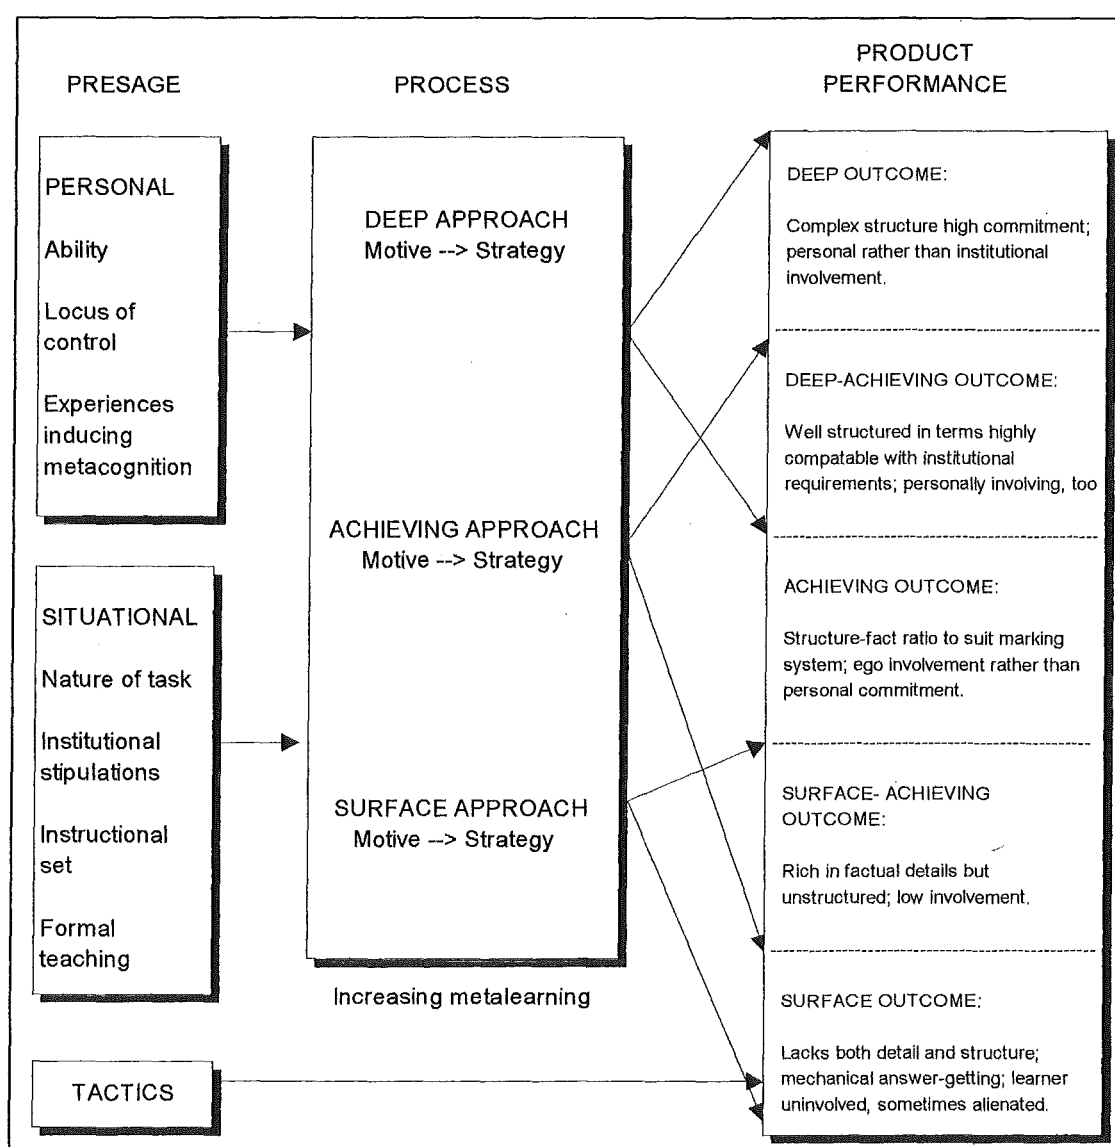 PRESAGE
PROCESS
PRODUCT
PERFORMANCE
PERSONAL
Ability
Locus of
control
Experiences
inducing
metacognition
SITUATIONAL
Nature of task
Institutional
stipulations
Instructional
set
Formal
teaching
TACTICS
DEEP APPROACH
Motive --> Strategy
ACHIEVING APPROACH
Motive --> Strategy
SURFACE APPROACH
Motive --> Strategy
Increasing metalearning
DEEP OUTCOME:
Complex structure high commitment;
personal rather than institutional
involvement.
DEEP-ACHIEVING OUTCOME:
Well structured in terms highly
compatable with institutional
requirements; personally involving, too
ACHIEVING OUTCOME:
Structure-fact ratio to suit marking
system; ego involvement rather than
personal commitment.
SURFACE- ACHIEVING
OUTCOME:
Rich in factual details but
unstructured; low involvement.
SURFACE OUTCOME:
Lacks both detail and structure;
mechanical answer-getting; learner
uninvolved, sometimes alienated.